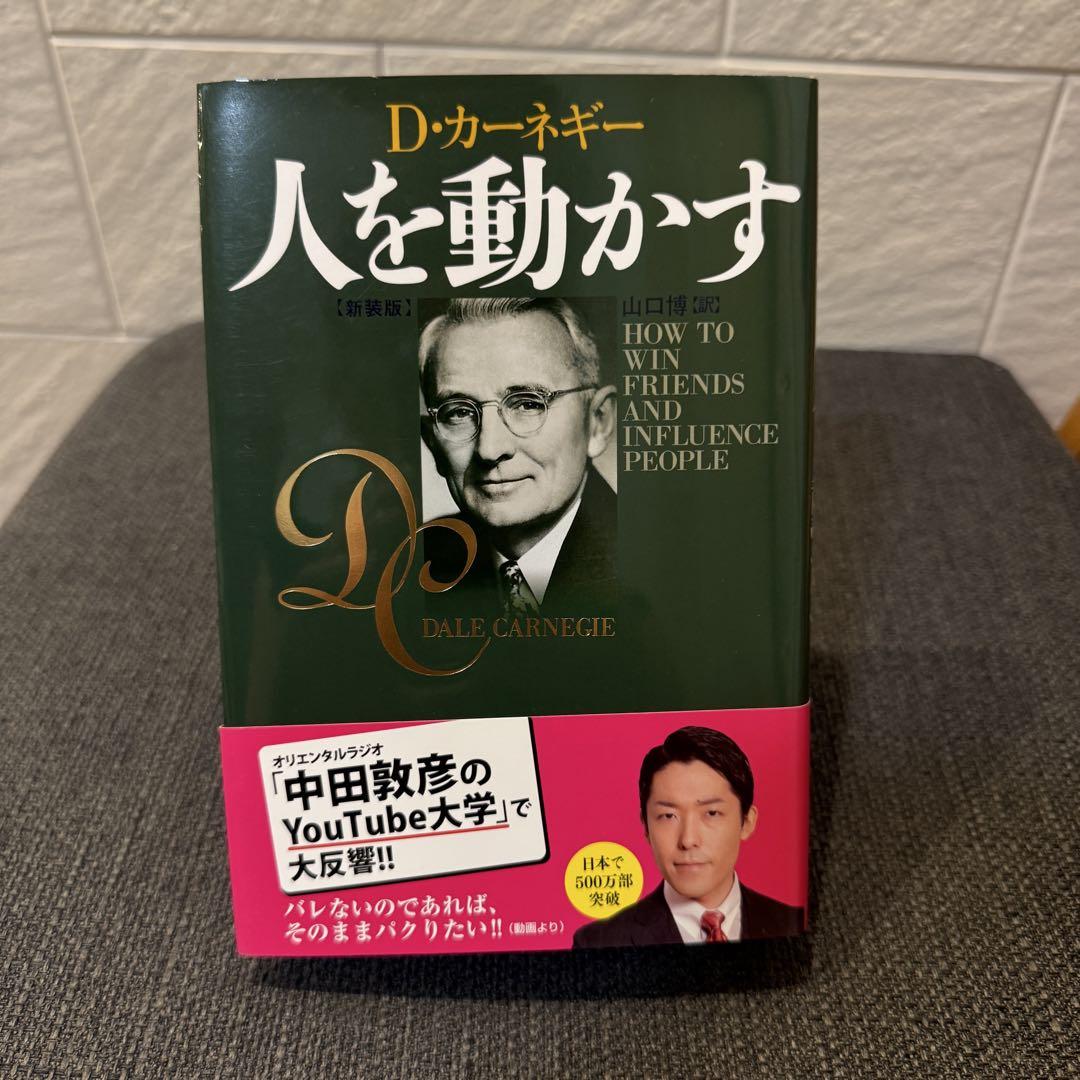 D・カーネギー
人を動かす
【新装版】
山口博【訳】
HOW TO
WIN
FRIENDS
AND
INFLUENCE
PEOPLE
DC
DALE CARNEGIE
オリエンタルラジオ
「中田敦彦の
YouTube大学」で
大反響!!
日本で
500万部
突破
バレないのであれば、
そのままパクりたい!!（動画より）